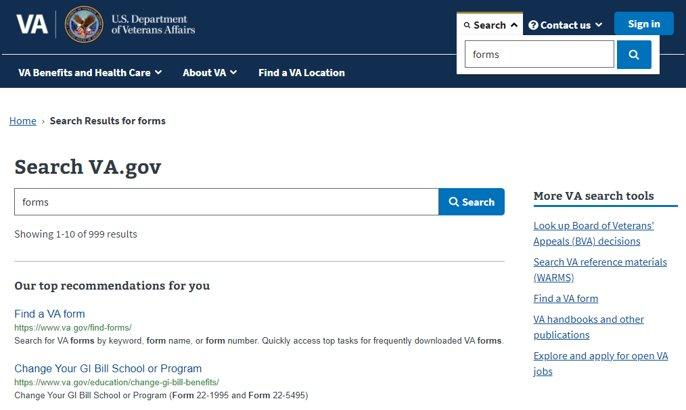 VA
U.S. Department
of Veterans Affairs
Search
Contact us
Sign in
forms
VA Benefits and Health Care
About VA
Find a VA Location
Home › Search Results for forms
Search VA.gov
forms
Search
Showing 1-10 of 999 results
Our top recommendations for you
Find a VA form
https://www.va.gov/find-forms/
Search for VA forms by keyword, form name, or form number. Quickly access top tasks for frequently downloaded VA forms.
Change Your GI Bill School or Program
https://www.va.gov/education/change-gi-bill-benefits/
Change Your GI Bill School or Program (Form 22-1995 and Form 22-5495)
More VA search tools
Look up Board of Veterans'
Appeals (BVA) decisions
Search VA reference materials
(WARMS)
Find a VA form
VA handbooks and other
publications
Explore and apply for open VA
jobs